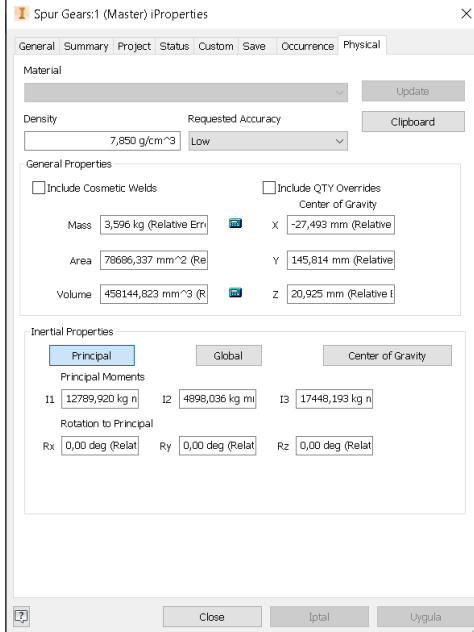 Spur Gears:1 (Master) iProperties
General Summary Project Status Custom Save Occurrence Physical
Material
Update
Density Requested Accuracy Clipboard
7,850 g/cm^3 Low
General Properties
Include Cosmetic Welds Include QTY Overrides
Center of Gravity
Mass 3,596 kg (Relative Erro X -27,493 mm (Relative
Area 78686,337 mm^2 (Re Y 145,814 mm (Relative
Volume 458144,823 mm^3 (R Z 20,925 mm (Relative E
Inertial Properties
Principal Global Center of Gravity
Principal Moments
I1 12789,920 kg n I2 4898,036 kg mi I3 17448,193 kg n
Rotation to Principal
Rx 0,00 deg (Relat Ry 0,00 deg (Relat Rz 0,00 deg (Relat
Close İptal Uygula